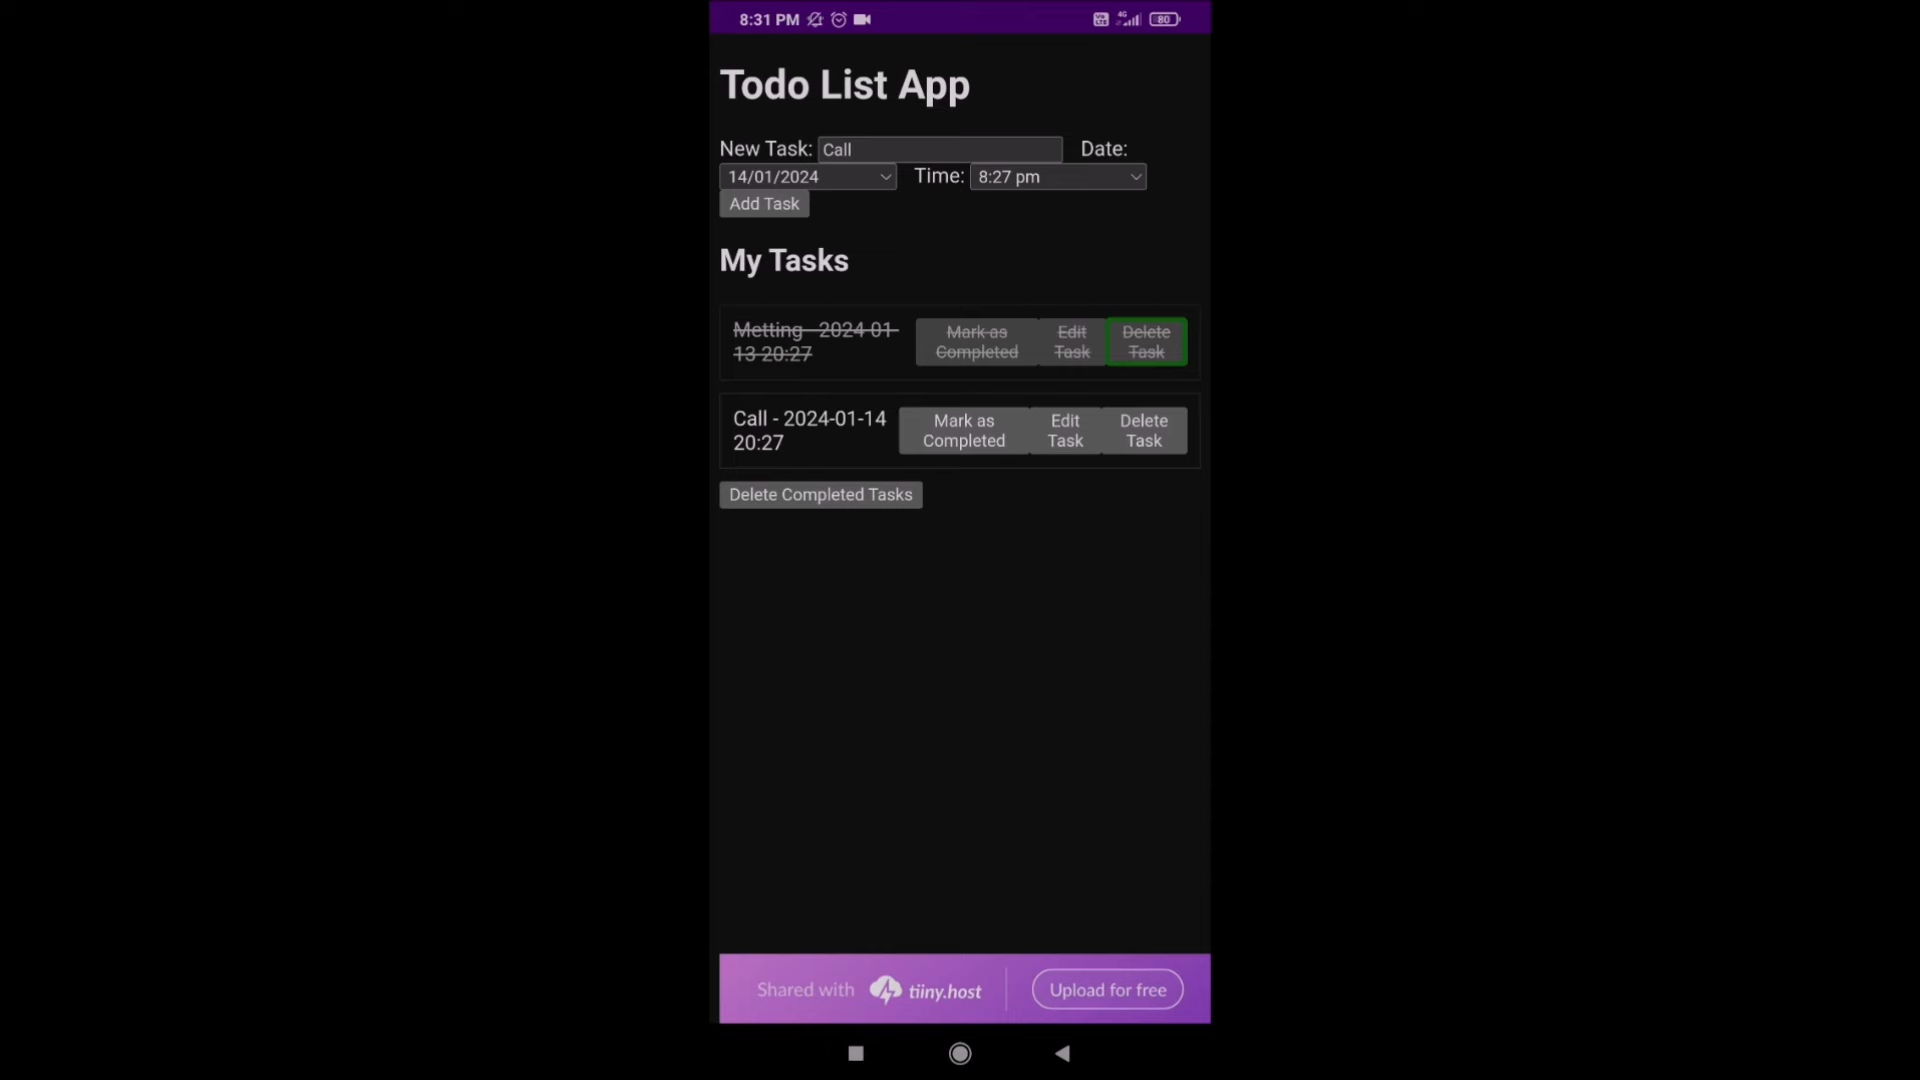 8:31 PM
4G
80
Todo List App
New Task: Call Date:
14/01/2024 Time: 8:27 pm
Add Task
My Tasks
Metting - 2024-01-
13 20:27
Mark as
Completed
Edit
Task
Delete
Task
Call - 2024-01-14
20:27
Mark as
Completed
Edit
Task
Delete
Task
Delete Completed Tasks
Shared with tiiny.host
Upload for free